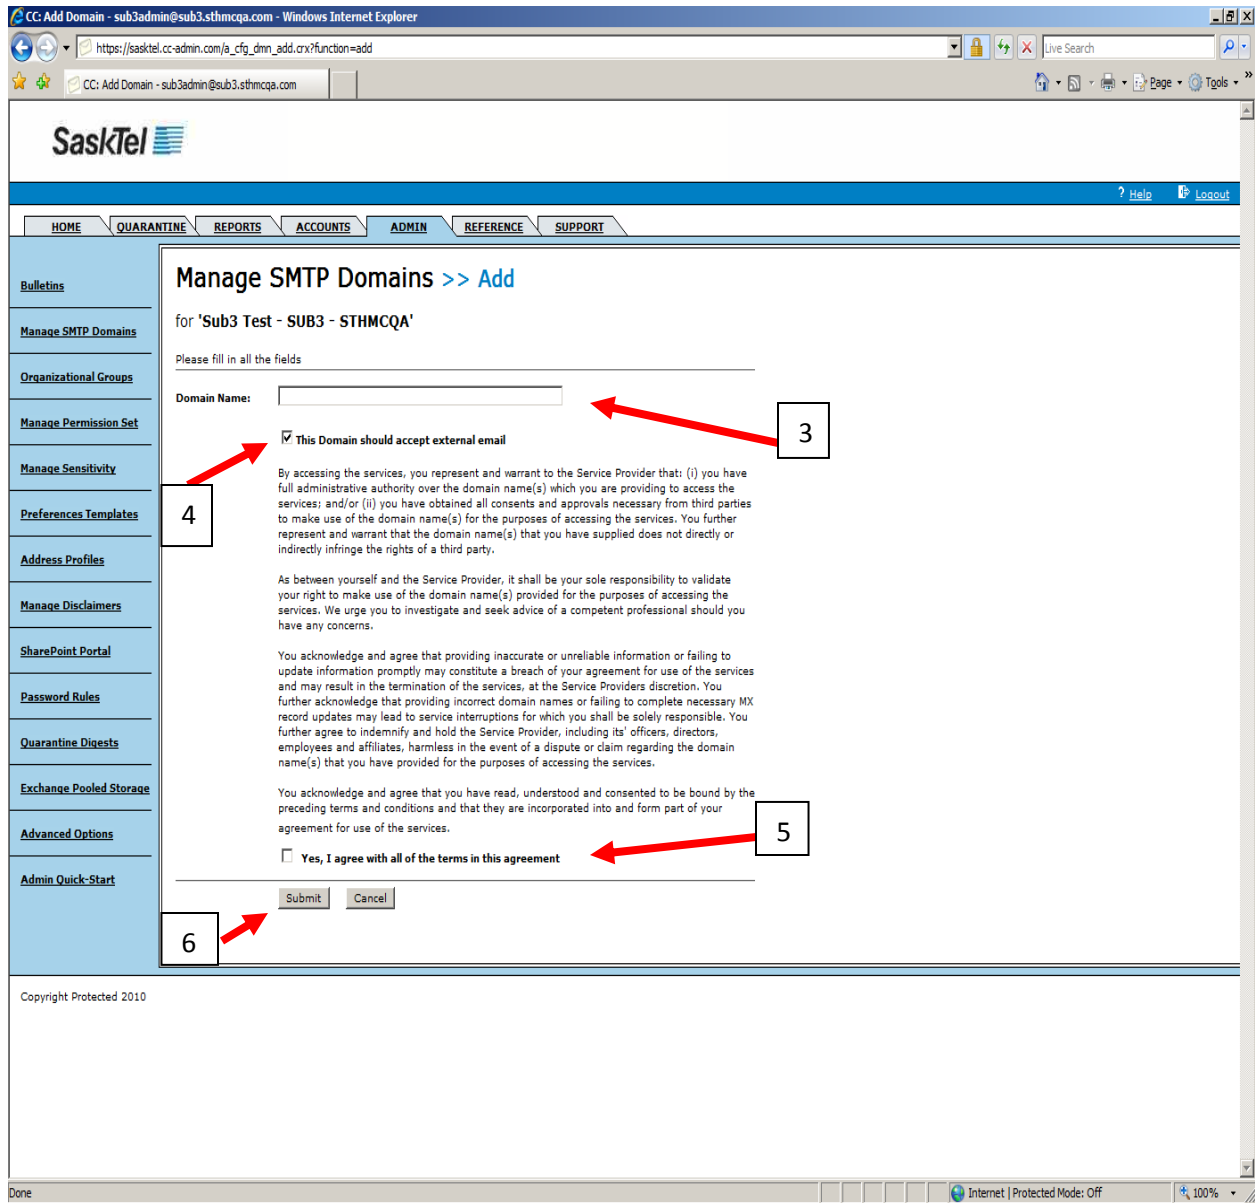 CC: Add Domain - sub3admin@sub3.sthmcqa.com - Windows Internet Explorer
https://sasktel.cc-admin.com/a_cfg_dmn_add.crx?function=add
Live Search
CC: Add Domain - sub3admin@sub3.sthmcqa.com
Page
Tools
»
SaskTel
? Help
Logout
HOME
QUARANTINE
REPORTS
ACCOUNTS
ADMIN
REFERENCE
SUPPORT
Bulletins
Manage SMTP Domains
Organizational Groups
Manage Permission Set
Manage Sensitivity
Preferences Templates
Address Profiles
Manage Disclaimers
SharePoint Portal
Password Rules
Quarantine Digests
Exchange Pooled Storage
Advanced Options
Admin Quick-Start
Manage SMTP Domains >> Add
for 'Sub3 Test - SUB3 - STHMCQA'
Please fill in all the fields
Domain Name:
3
This Domain should accept external email
4
By accessing the services, you represent and warrant to the Service Provider that: (i) you have
full administrative authority over the domain name(s) which you are providing to access the
services; and/or (ii) you have obtained all consents and approvals necessary from third parties
to make use of the domain name(s) for the purposes of accessing the services. You further
represent and warrant that the domain name(s) that you have supplied does not directly or
indirectly infringe the rights of a third party.
As between yourself and the Service Provider, it shall be your sole responsibility to validate
your right to make use of the domain name(s) provided for the purposes of accessing the
services. We urge you to investigate and seek advice of a competent professional should you
have any concerns.
You acknowledge and agree that providing inaccurate or unreliable information or failing to
update information promptly may constitute a breach of your agreement for use of the services
and may result in the termination of the services, at the Service Providers discretion. You
further acknowledge that providing incorrect domain names or failing to complete necessary MX
record updates may lead to service interruptions for which you shall be solely responsible. You
further agree to indemnify and hold the Service Provider, including its' officers, directors,
employees and affiliates, harmless in the event of a dispute or claim regarding the domain
name(s) that you have provided for the purposes of accessing the services.
You acknowledge and agree that you have read, understood and consented to be bound by the
preceding terms and conditions and that they are incorporated into and form part of your
agreement for use of the services.
5
Yes, I agree with all of the terms in this agreement
Submit
Cancel
6
Copyright Protected 2010
Done
Internet | Protected Mode: Off
100%